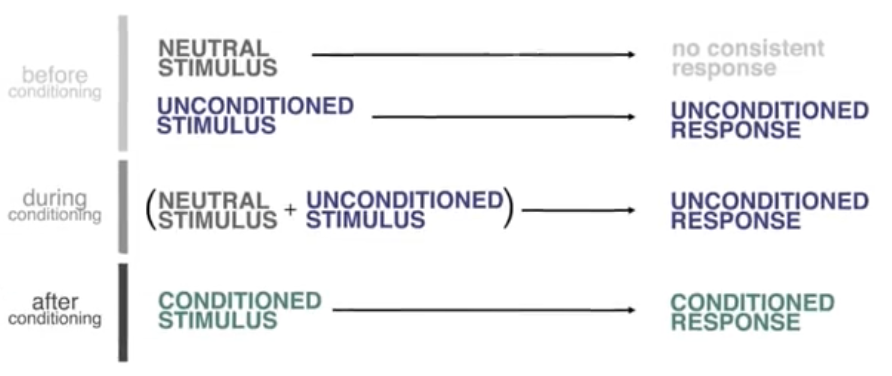 before
conditioning
NEUTRAL
STIMULUS
no consistent
response
UNCONDITIONED
STIMULUS
UNCONDITIONED
RESPONSE
during
conditioning
(NEUTRAL
STIMULUS + UNCONDITIONED
STIMULUS)
UNCONDITIONED
RESPONSE
after
conditioning
CONDITIONED
STIMULUS
CONDITIONED
RESPONSE